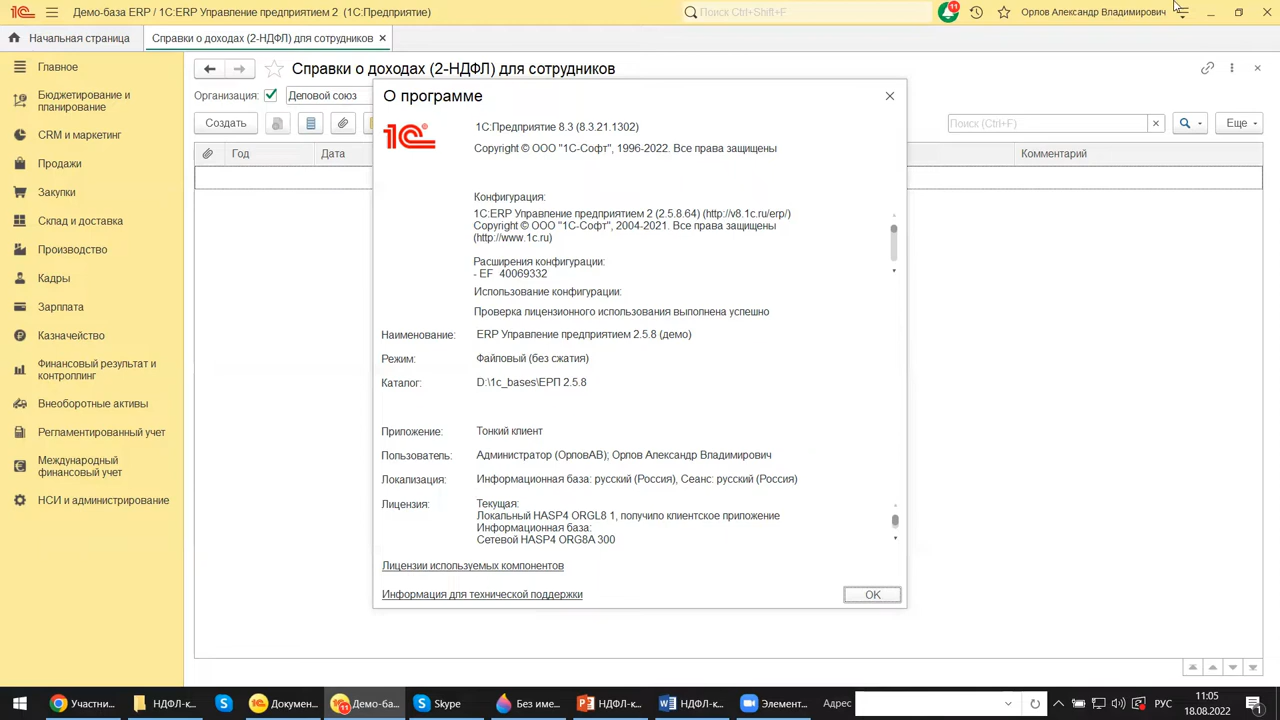 1С Демо-база ERP / 1С:ERP Управление предприятием 2 (1С:Предприятие)
Поиск Ctrl+Shift+F
11
Орлов Александр Владимирович
Начальная страница
Справки о доходах (2-НДФЛ) для сотрудников ×
Главное
Бюджетирование и
планирование
CRM и маркетинг
Продажи
Закупки
Склад и доставка
Производство
Кадры
Зарплата
Казначейство
Финансовый результат и
контроллинг
Внеоборотные активы
Регламентированный учет
Международный
финансовый учет
НСИ и администрирование
Справки о доходах (2-НДФЛ) для сотрудников
Организация:
Деловой союз
Создать
Поиск (Ctrl+F)
Еще
Год
Дата
Комментарий
О программе
1С
1С:Предприятие 8.3 (8.3.21.1302)
Copyright © ООО "1С-Софт", 1996-2022. Все права защищены
Конфигурация:
1С:ERP Управление предприятием 2 (2.5.8.64) (http://v8.1c.ru/erp/)
Copyright © ООО "1С-Софт", 2004-2021. Все права защищены
(http://www.1c.ru)
Расширения конфигурации:
- EF_40069332
Использование конфигурации:
Проверка лицензионного использования выполнена успешно
Наименование: ERP Управление предприятием 2.5.8 (демо)
Режим: Файловый (без сжатия)
Каталог: D:\1c_bases\ЕРП 2.5.8
Приложение: Тонкий клиент
Пользователь: Администратор (ОрловАВ); Орлов Александр Владимирович
Локализация: Информационная база: русский (Россия), Сеанс: русский (Россия)
Лицензия: Текущая:
Локальный HASP4 ORGL8 1, получило клиентское приложение
Информационная база:
Сетевой HASP4 ORG8A 300
Лицензии используемых компонентов
Информация для технической поддержки
OK
Участни...
НДФЛ-к...
Докумен...
11
Демо-ба...
Skype
Без име...
НДФЛ-к...
НДФЛ-к...
Элемент...
Адрес
РУС
11:05
18.08.2022
1